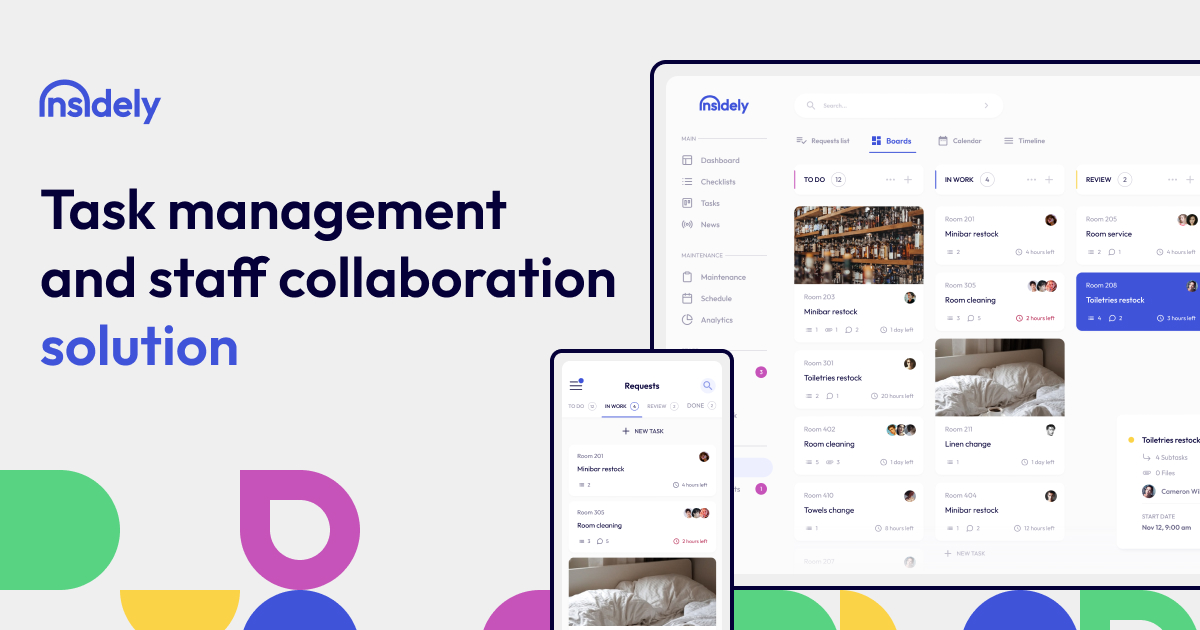 Insidely
Task management
and staff collaboration
solution
Insidely
Search...
MAIN
Dashboard
Checklists
Tasks
News
MAINTENANCE
Maintenance
Schedule
Analytics
3
1
Requests list
Boards
Calendar
Timeline
TO DO 12
Room 203
Minibar restock
1 1 2 1 day left
Room 301
Toiletries restock
2 1 20 hours left
Room 402
Room cleaning
5 3 1 day left
Room 410
Towels change
1 8 hours left
Room 207
IN WORK 4
Room 201
Minibar restock
2 4 hours left
Room 305
Room cleaning
3 5 2 hours left
Room 211
Linen change
1 1 day left
Room 404
Minibar restock
1 2 12 hours left
NEW TASK
REVIEW 2
Room 205
Room service
2 1 4 hours left
Room 208
Toiletries restock
4 2 3 hours left
Toiletries restock
4 Subtasks
0 Files
Cameron Wi
START DATE
Nov 12, 9:00 am
Requests
TO DO 12 IN WORK 4 REVIEW 2 DONE 2
NEW TASK
Room 201
Minibar restock
2 4 hours left
Room 305
Room cleaning
3 5 2 hours left